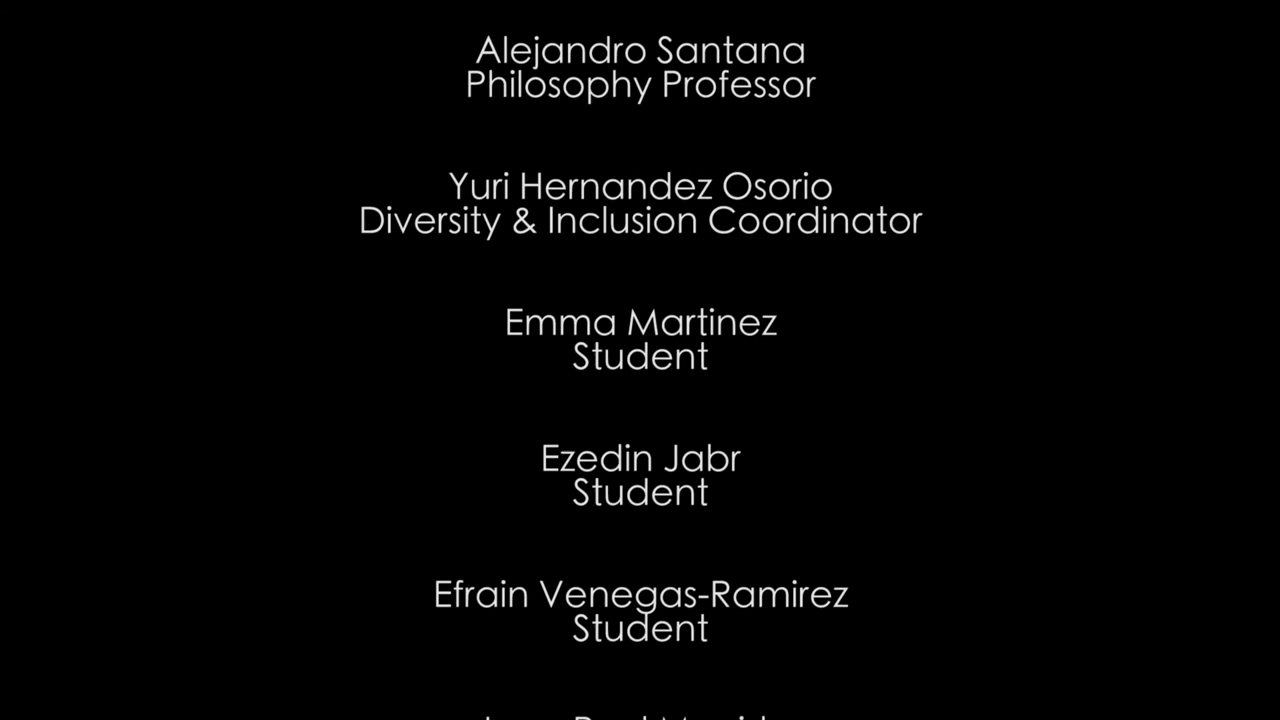 Alejandro Santana
Philosophy Professor
Yuri Hernandez Osorio
Diversity & Inclusion Coordinator
Emma Martinez
Student
Ezedin Jabr
Student
Efrain Venegas-Ramirez
Student